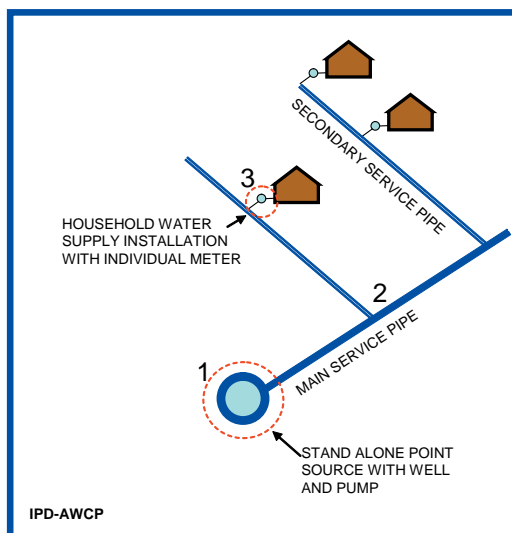 SECONDARY SERVICE PIPE
3
HOUSEHOLD WATER
SUPPLY INSTALLATION
WITH INDIVIDUAL METER
2
MAIN SERVICE PIPE
1
STAND ALONE POINT
SOURCE WITH WELL
AND PUMP
IPD-AWCP